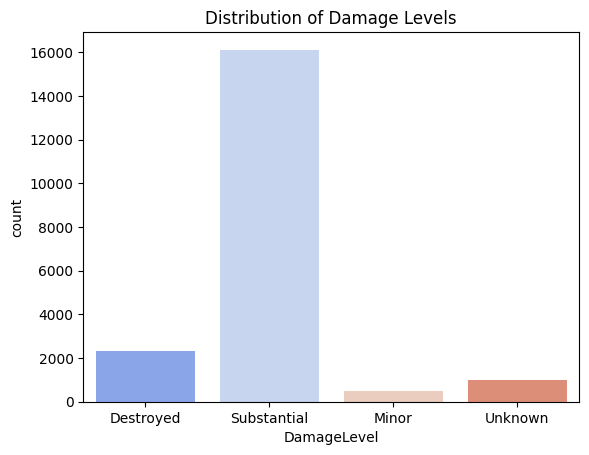 Distribution of Damage Levels
16000
14000
12000
10000
8000
6000
4000
2000
0
count
Destroyed Substantial Minor Unknown
DamageLevel